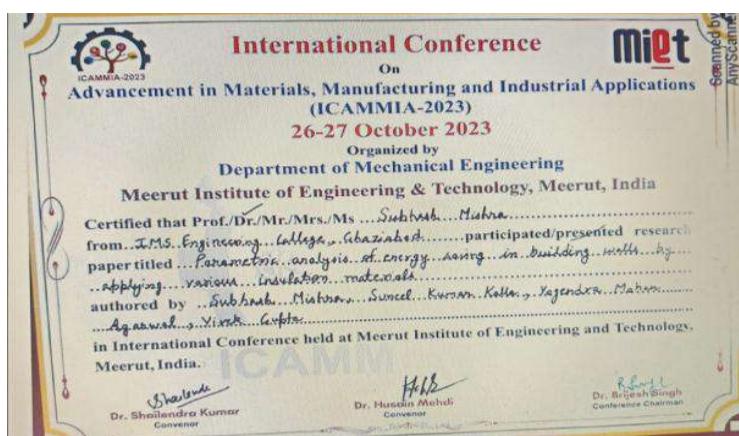 International Conference
miet
ICAMMIA-2023
On
Advancement in Materials, Manufacturing and Industrial Applications
(ICAMMIA-2023)
26-27 October 2023
Organized by
Department of Mechanical Engineering
Meerut Institute of Engineering & Technology, Meerut, India
Certified that Prof./Dr./Mr./Mrs./Ms ...Subhash Mishra
from...IMS Engineering College, Ghaziabad participated/presented research
paper titled Parametric analysis of energy saving in building walls by
applying various insulation materials
authored by Subhash Mishra, Suneel Kumar Kalla, Yogendra Mohan
Agarwal, Vivek Gupta
in International Conference held at Meerut Institute of Engineering and Technology,
Meerut, India.
ICAMM
Dr. Shailendra Kumar
Convenor
Dr. Husain Mehdi
Convenor
Dr. Brijesh Singh
Conference Chairman
Scanned by
AnyScanner